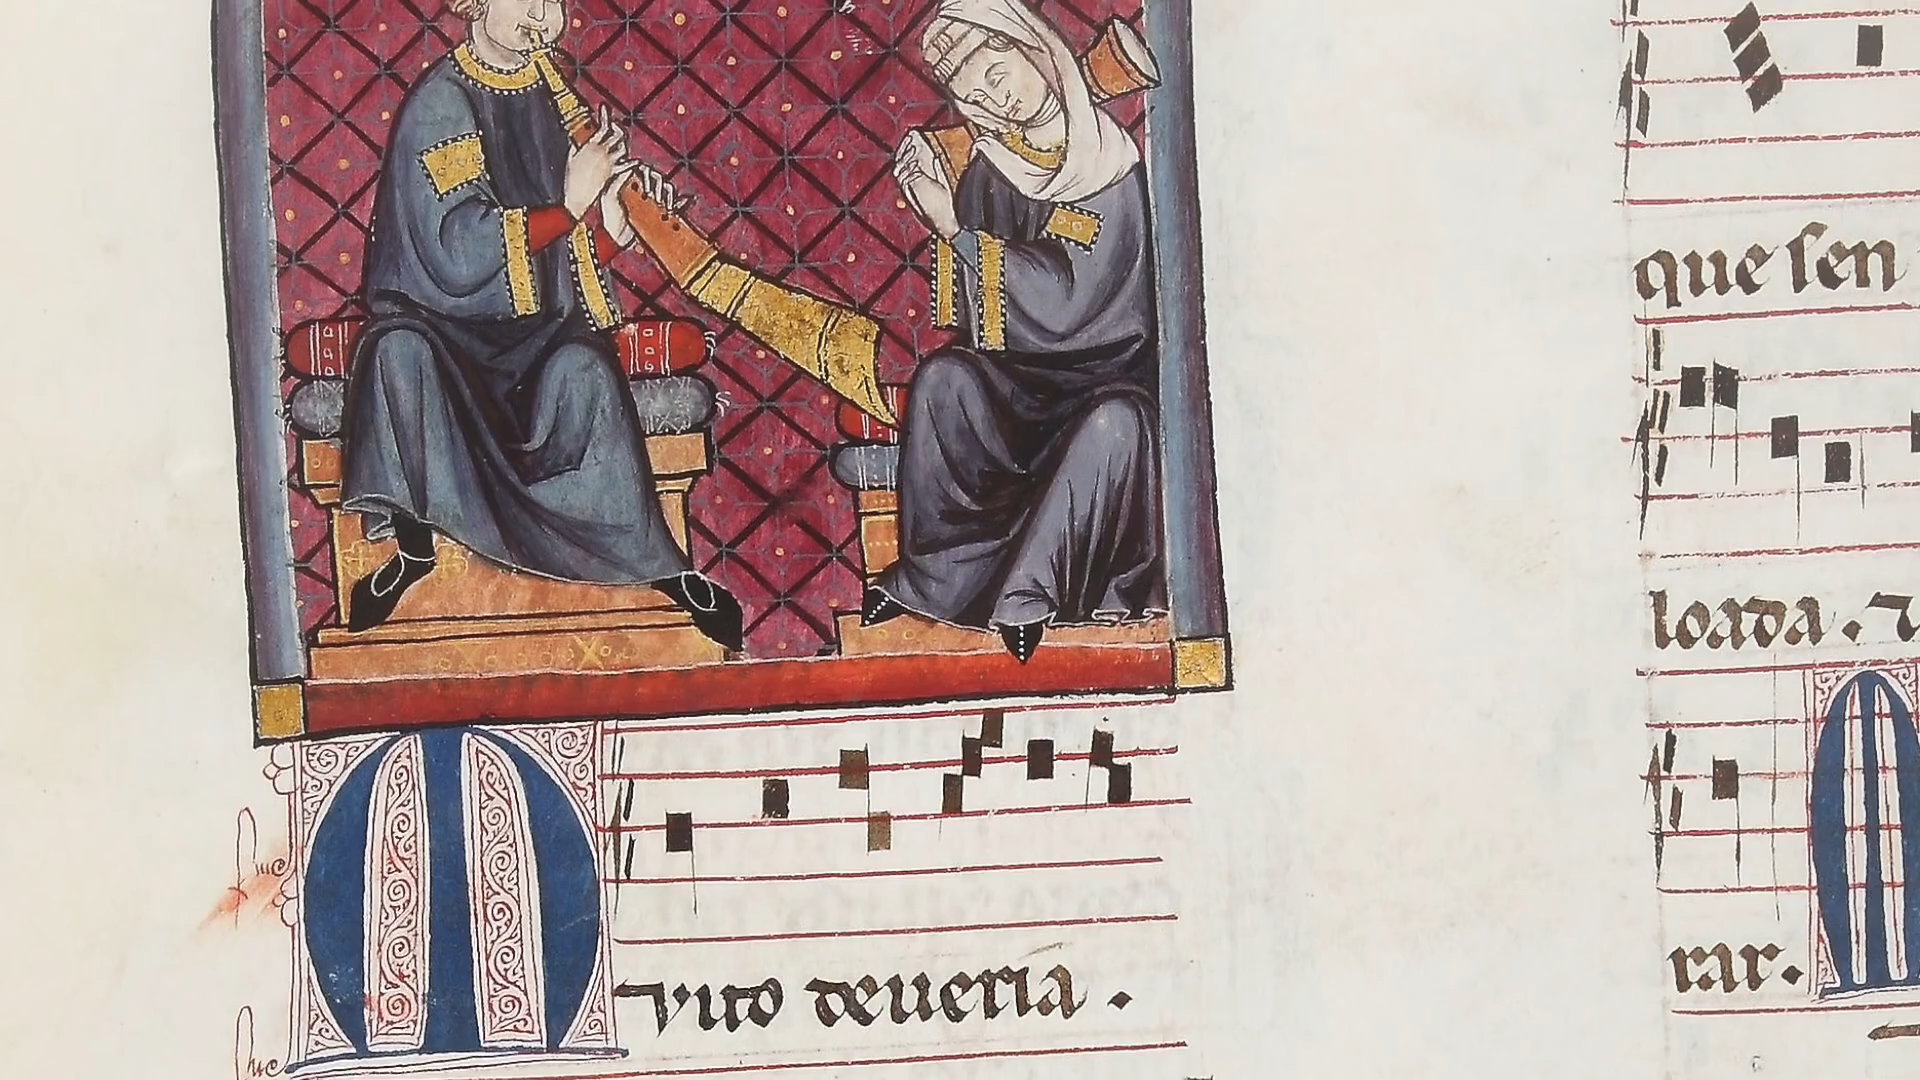 Muito deueria.
que sen
loada. τ
rar. M